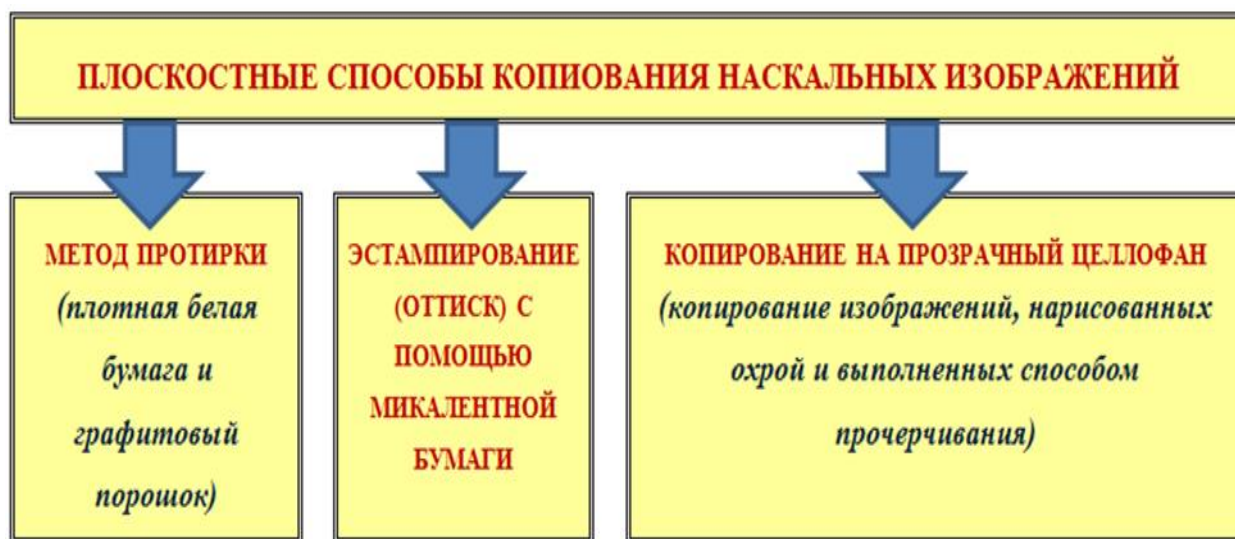 ПЛОСКОСТНЫЕ СПОСОБЫ КОПИОВАНИЯ НАСКАЛЬНЫХ ИЗОБРАЖЕНИЙ
МЕТОД ПРОТИРКИ
(плотная белая
бумага и
графитовый
порошок)
ЭСТАМПИРОВАНИЕ
(ОТТИСК) С
ПОМОЩЬЮ
МИКАЛЕНТНОЙ
БУМАГИ
КОПИРОВАНИЕ НА ПРОЗРАЧНЫЙ ЦЕЛЛОФАН
(копирование изображений, нарисованных
охрой и выполненных способом
прочерчивания)